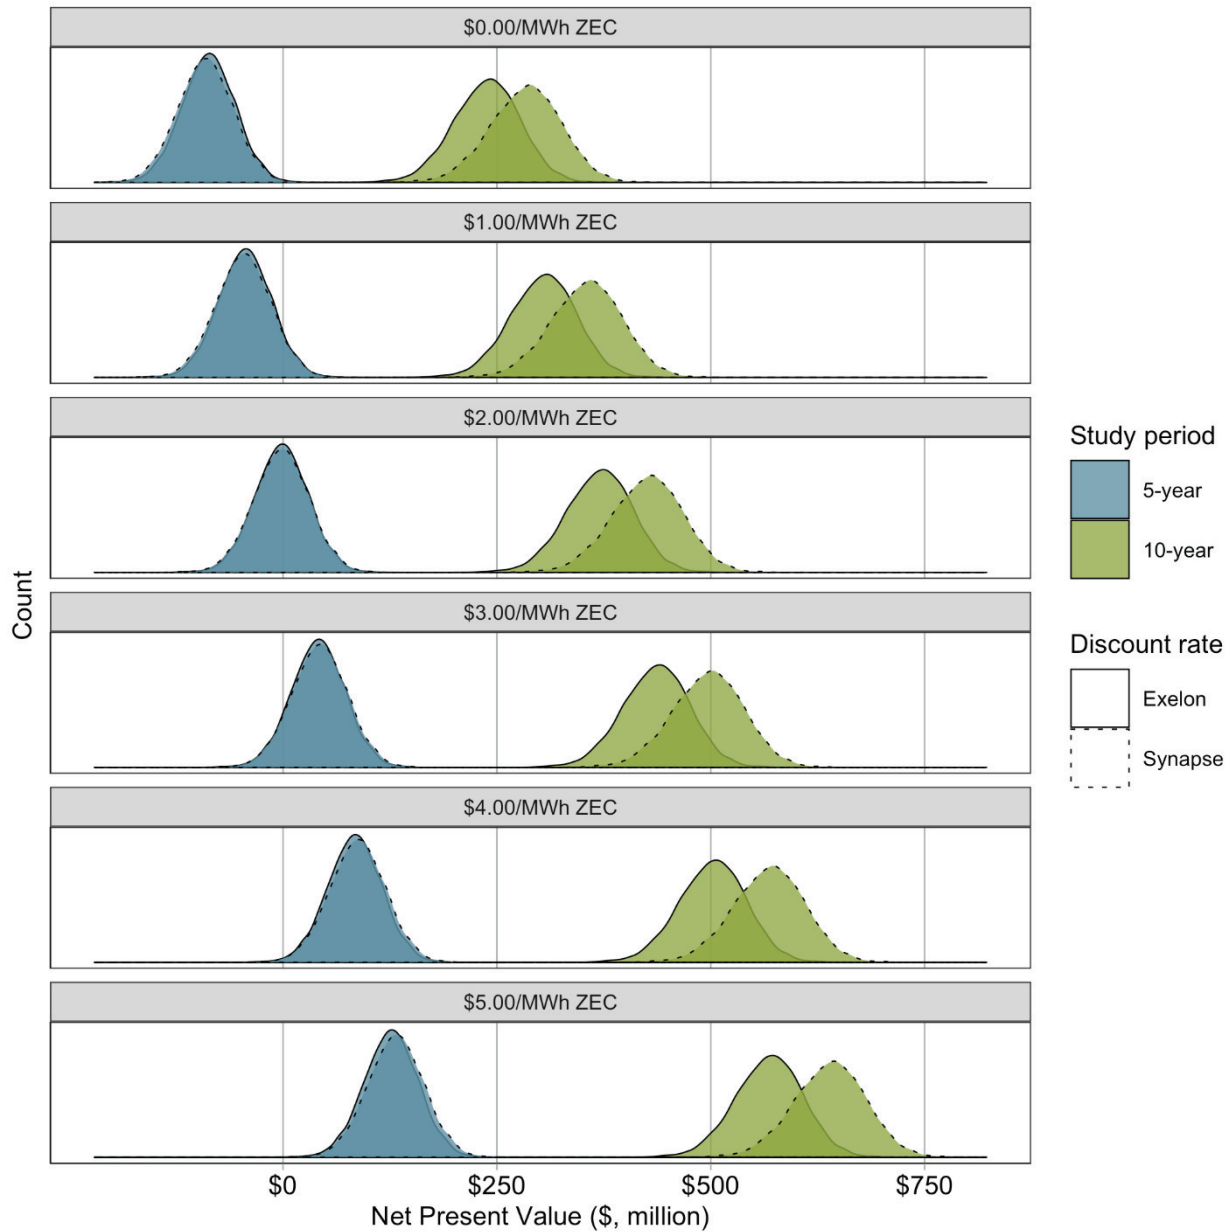 $0.00/MWh ZEC
$1.00/MWh ZEC
$2.00/MWh ZEC
$3.00/MWh ZEC
$4.00/MWh ZEC
$5.00/MWh ZEC
Count
$0 $250 $500 $750
Net Present Value ($, million)
Study period
5-year
10-year
Discount rate
Exelon
Synapse